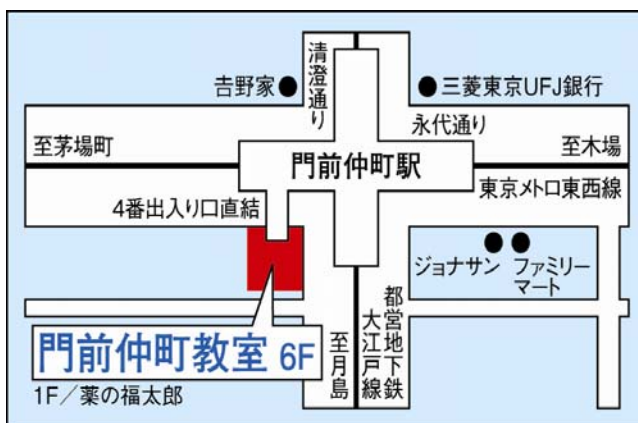 清澄通り
吉野家
三菱東京UFJ銀行
永代通り
至茅場町
至木場
門前仲町駅
東京メトロ東西線
4番出入り口直結
ジョナサン
ファミリー
マート
門前仲町教室 6F
1F/薬の福太郎
至月島
都営地下鉄
大江戸線